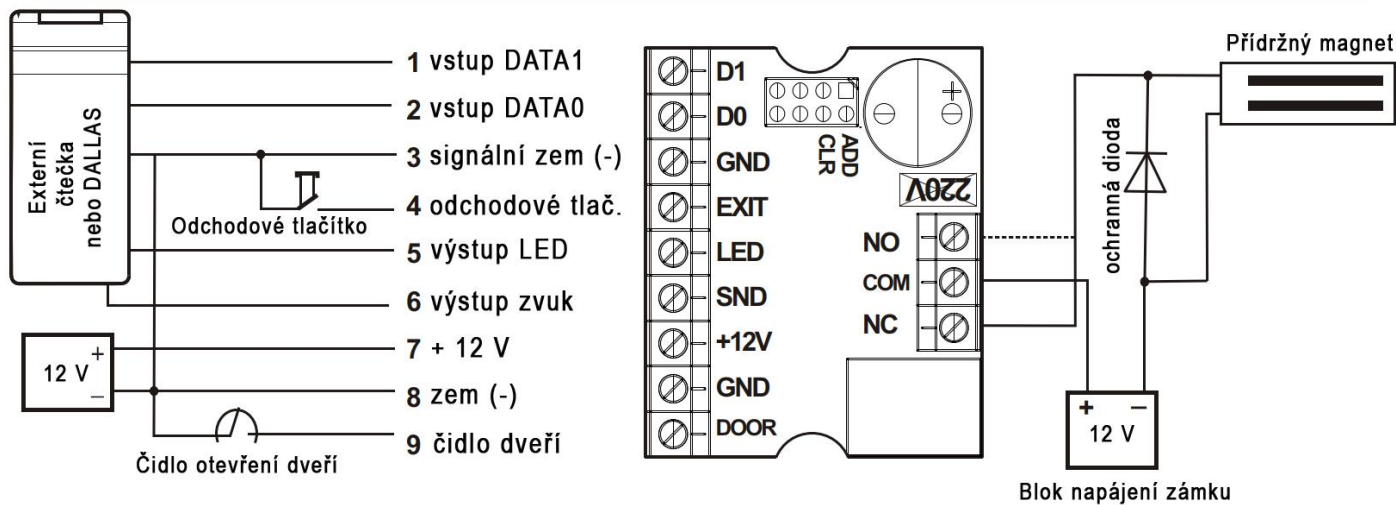 Externí
čtečka
nebo DALLAS
1 vstup DATA1
2 vstup DATA0
3 signální zem (-)
Odchodové tlačítko
4 odchodové tlač.
5 výstup LED
6 výstup zvuk
12 V
+
–
7 + 12 V
8 zem (-)
Čidlo otevření dveří
9 čidlo dveří
D1
D0
GND
EXIT
LED
SND
+12V
GND
DOOR
ADD
CLR
+
220V
NO
COM
NC
ochranná dioda
Přídržný magnet
+ –
12 V
Blok napájení zámku